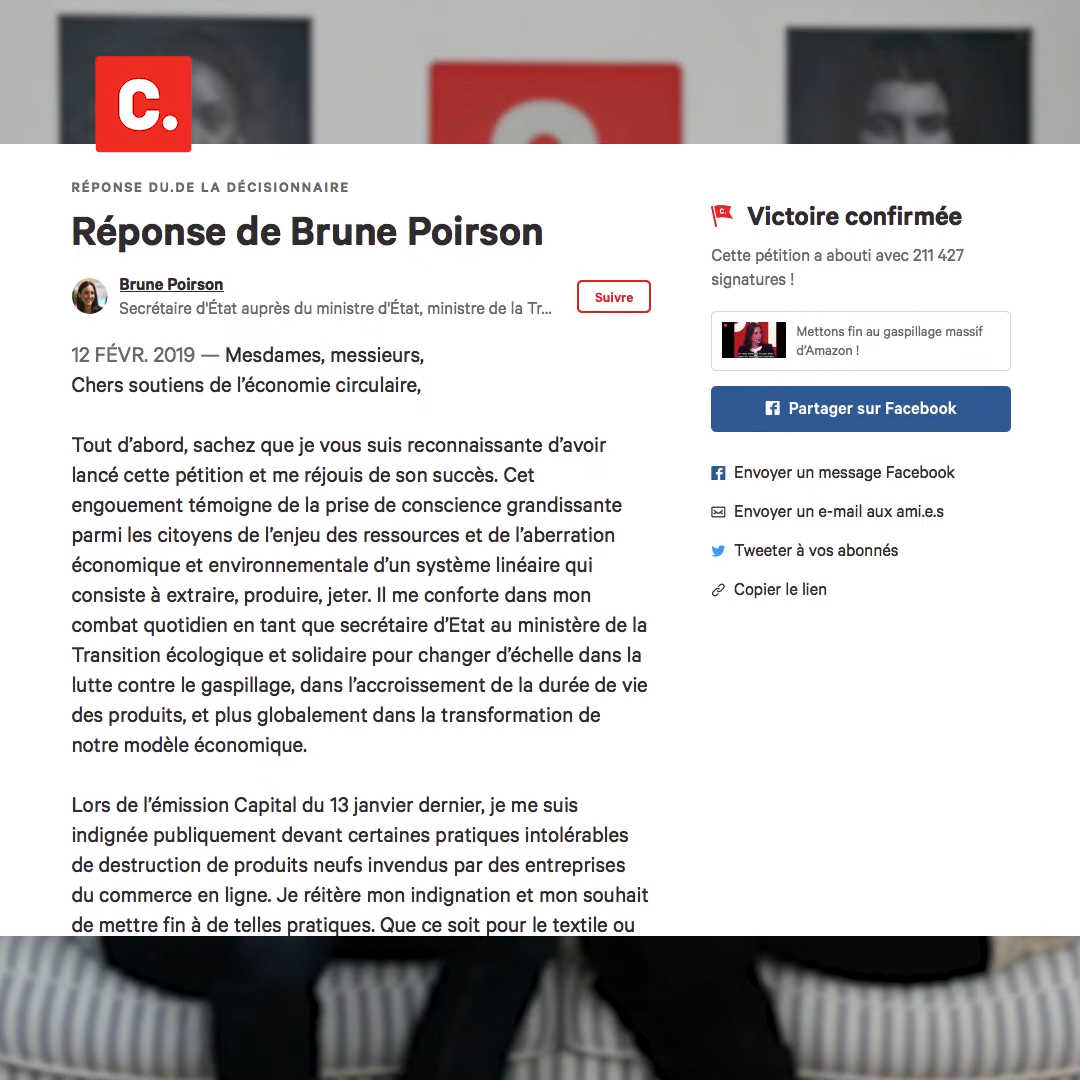 C.
RÉPONSE DU.DE LA DÉCISIONNAIRE
Réponse de Brune Poirson
Brune Poirson
Secrétaire d'État auprès du ministre d'État, ministre de la Tr...
Suivre
12 FÉVR. 2019 — Mesdames, messieurs,
Chers soutiens de l’économie circulaire,
Tout d’abord, sachez que je vous suis reconnaissante d’avoir
lancé cette pétition et me réjouis de son succès. Cet
engouement témoigne de la prise de conscience grandissante
parmi les citoyens de l’enjeu des ressources et de l’aberration
économique et environnementale d’un système linéaire qui
consiste à extraire, produire, jeter. Il me conforte dans mon
combat quotidien en tant que secrétaire d’Etat au ministère de la
Transition écologique et solidaire pour changer d’échelle dans la
lutte contre le gaspillage, dans l’accroissement de la durée de vie
des produits, et plus globalement dans la transformation de
notre modèle économique.
Lors de l’émission Capital du 13 janvier dernier, je me suis
indignée publiquement devant certaines pratiques intolérables
de destruction de produits neufs invendus par des entreprises
du commerce en ligne. Je réitère mon indignation et mon souhait
de mettre fin à de telles pratiques. Que ce soit pour le textile ou
Victoire confirmée
Cette pétition a abouti avec 211 427
signatures !
Mettons fin au gaspillage massif
d’Amazon !
Partager sur Facebook
Envoyer un message Facebook
Envoyer un e-mail aux ami.e.s
Tweeter à vos abonnés
Copier le lien